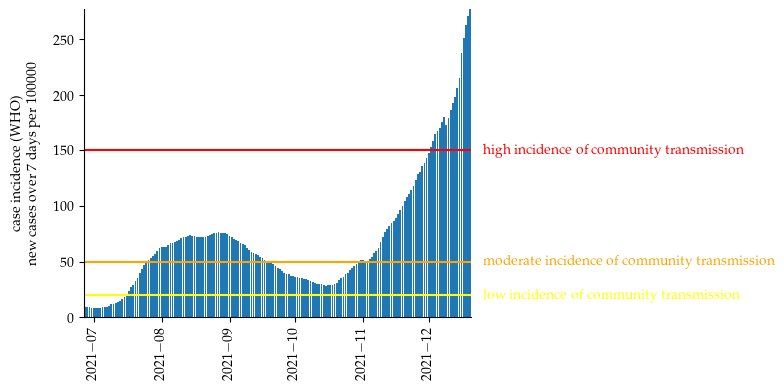 case incidence (WHO)
new cases over 7 days per 100000
250
200
150
100
50
0
high incidence of community transmission
moderate incidence of community transmission
low incidence of community transmission
2021−07
2021−08
2021−09
2021−10
2021−11
2021−12